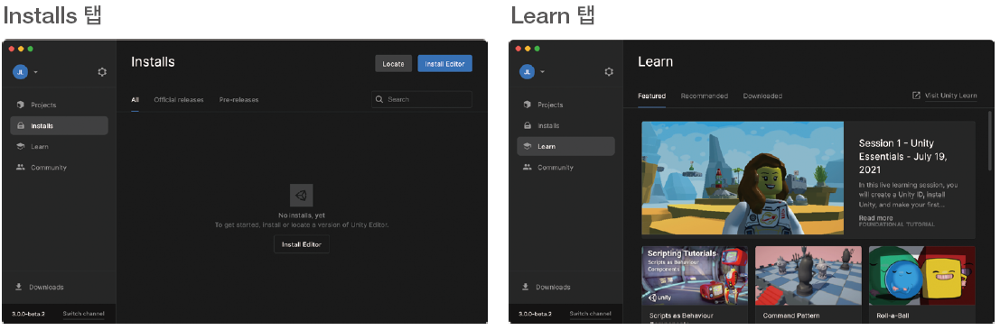 Installs 탭
JL
Installs
Locate
Install Editor
All
Official releases
Pre-releases
Search
Projects
Installs
Learn
Community
No installs, yet
To get started, install or locate a version of Unity Editor.
Install Editor
Downloads
3.0.0-beta.2
Switch channel
Learn 탭
JL
Learn
Featured
Recommended
Downloaded
Visit Unity Learn
Projects
Installs
Learn
Community
Session 1 - Unity
Essentials - July 19,
2021
In this live learning session, you
will create a Unity ID, install
Unity, and make your first...
Read more
FOUNDATIONAL TUTORIAL
Scripting Tutorials
Scripts as Behaviour
Components
unity
Scripts as Behaviour
Components
Command Pattern
Roll-a-Ball
Downloads
3.0.0-beta.2
Switch channel